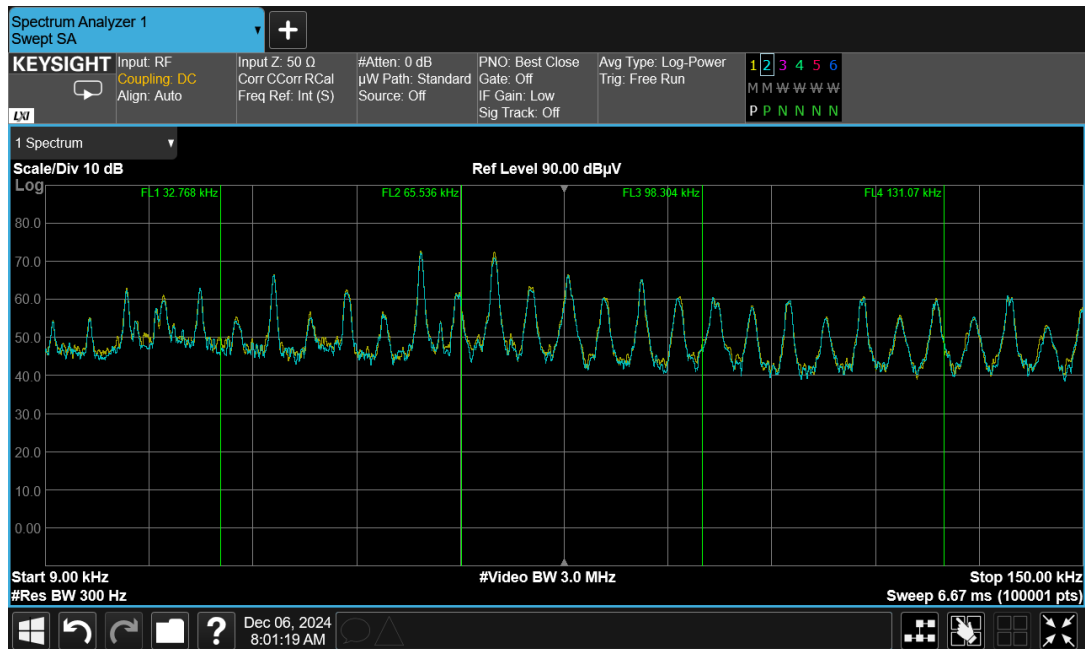 Spectrum Analyzer 1
Swept SA
+
KEYSIGHT
LXI
Input: RF
Coupling: DC
Align: Auto
Input Z: 50 Ω
Corr CCorr RCal
Freq Ref: Int (S)
#Atten: 0 dB
µW Path: Standard
Source: Off
PNO: Best Close
Gate: Off
IF Gain: Low
Sig Track: Off
Avg Type: Log-Power
Trig: Free Run
1 2 3 4 5 6
M M W W W W
P P N N N N
1 Spectrum
Scale/Div 10 dB
Ref Level 90.00 dBµV
Log
FL1 32.768 kHz
FL2 65.536 kHz
FL3 98.304 kHz
FL4 131.07 kHz
80.0
70.0
60.0
50.0
40.0
30.0
20.0
10.0
0.00
Start 9.00 kHz
#Video BW 3.0 MHz
Stop 150.00 kHz
#Res BW 300 Hz
Sweep 6.67 ms (100001 pts)
?
Dec 06, 2024
8:01:19 AM